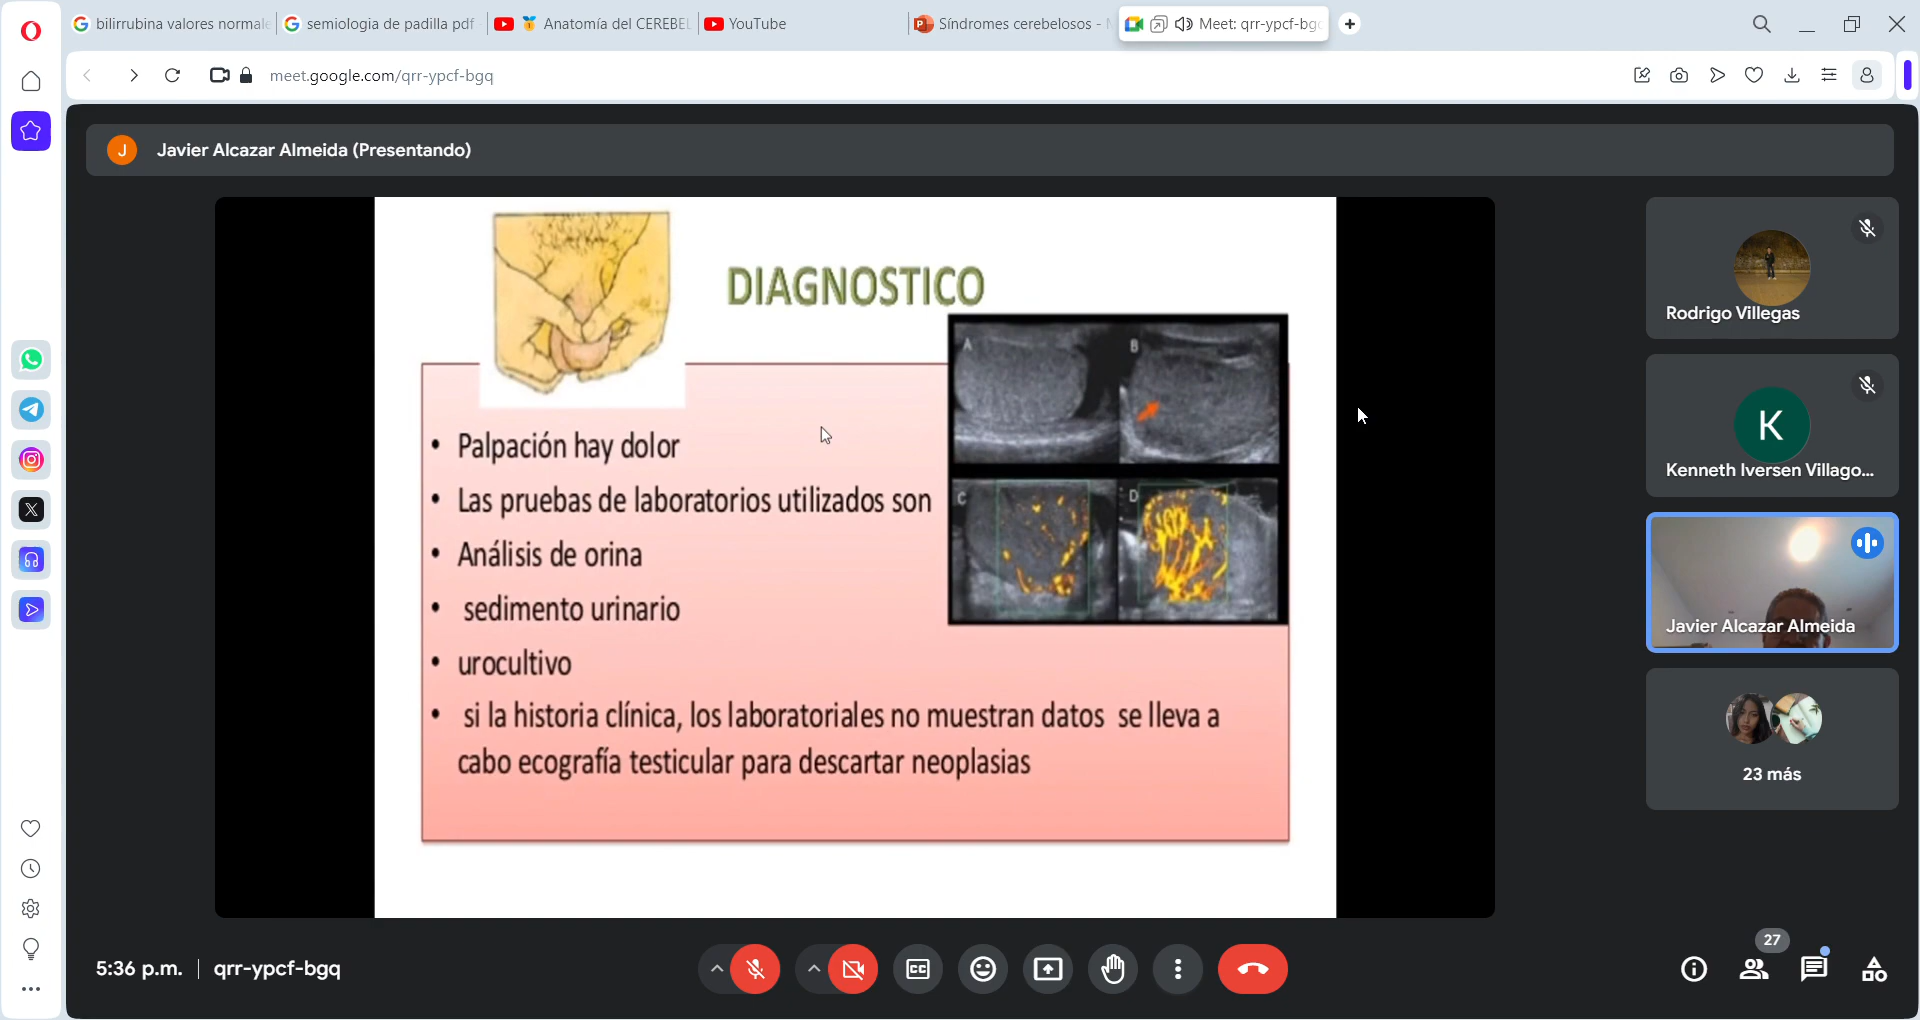 bilirrubina valores normale
semiologia de padilla pdf
Anatomía del CEREBEL
YouTube
Síndromes cerebelosos -
Meet: qrr-ypcf-bgc
meet.google.com/qrr-ypcf-bgq
J
Javier Alcazar Almeida (Presentando)
DIAGNOSTICO
A
B
C
D
• Palpación hay dolor
• Las pruebas de laboratorios utilizados son
• Análisis de orina
• sedimento urinario
• urocultivo
• si la historia clínica, los laboratoriales no muestran datos se lleva a
cabo ecografía testicular para descartar neoplasias
Rodrigo Villegas
K
Kenneth Iversen Villago...
Javier Alcazar Almeida
23 más
5:36 p.m. | qrr-ypcf-bgq
27